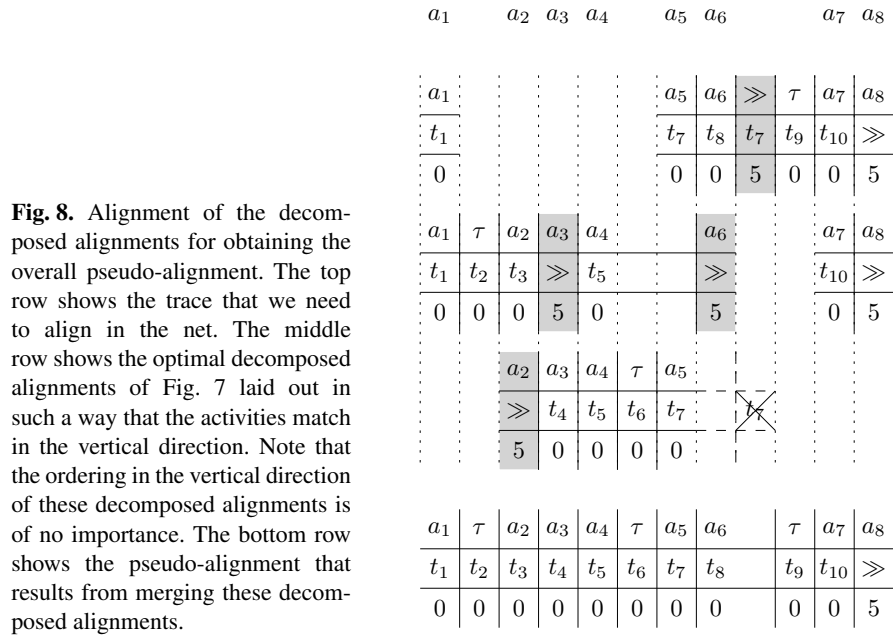 a1 a2 a3 a4 a5 a6 a7 a8
a1 a5 a6 ≫ τ a7 a8
t1 t7 t8 t7 t9 t10 ≫
0 0 0 5 0 0 5
a1 τ a2 a3 a4 a6 a7 a8
t1 t2 t3 ≫ t5 ≫ t10 ≫
0 0 0 5 0 5 0 5
a2 a3 a4 τ a5
≫ t4 t5 t6 t7 t7
5 0 0 0 0
a1 τ a2 a3 a4 τ a5 a6 τ a7 a8
t1 t2 t3 t4 t5 t6 t7 t8 t9 t10 ≫
0 0 0 0 0 0 0 0 0 0 5
Fig. 8. Alignment of the decom-
posed alignments for obtaining the
overall pseudo-alignment. The top
row shows the trace that we need
to align in the net. The middle
row shows the optimal decomposed
alignments of Fig. 7 laid out in
such a way that the activities match
in the vertical direction. Note that
the ordering in the vertical direction
of these decomposed alignments is
of no importance. The bottom row
shows the pseudo-alignment that
results from merging these decom-
posed alignments.